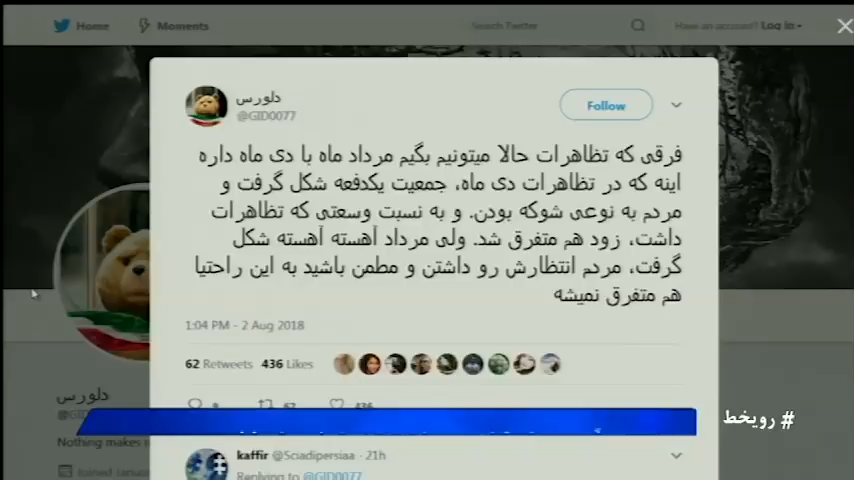 Home
Moments
Search Twitter
Have an account? Log in
دلورس
@GID0077
Follow
فرقی که تظاهرات حالا میتونیم بگیم مرداد ماه با دی ماه داره
اینه که در تظاهرات دی ماه، جمعیت یکدفعه شکل گرفت و
مردم به نوعی شوکه بودن. و به نسبت وسعتی که تظاهرات
داشت، زود هم متفرق شد. ولی مرداد آهسته آهسته شکل
گرفت، مردم انتظارش رو داشتن و مطمن باشید به این راحتیا
هم متفرق نمیشه
1:04 PM - 2 Aug 2018
62 Retweets 436 Likes
دلورس
Nothing makes
# رویخط
kaffir @Sciadipersiaa · 21h
Replying to @GID0077